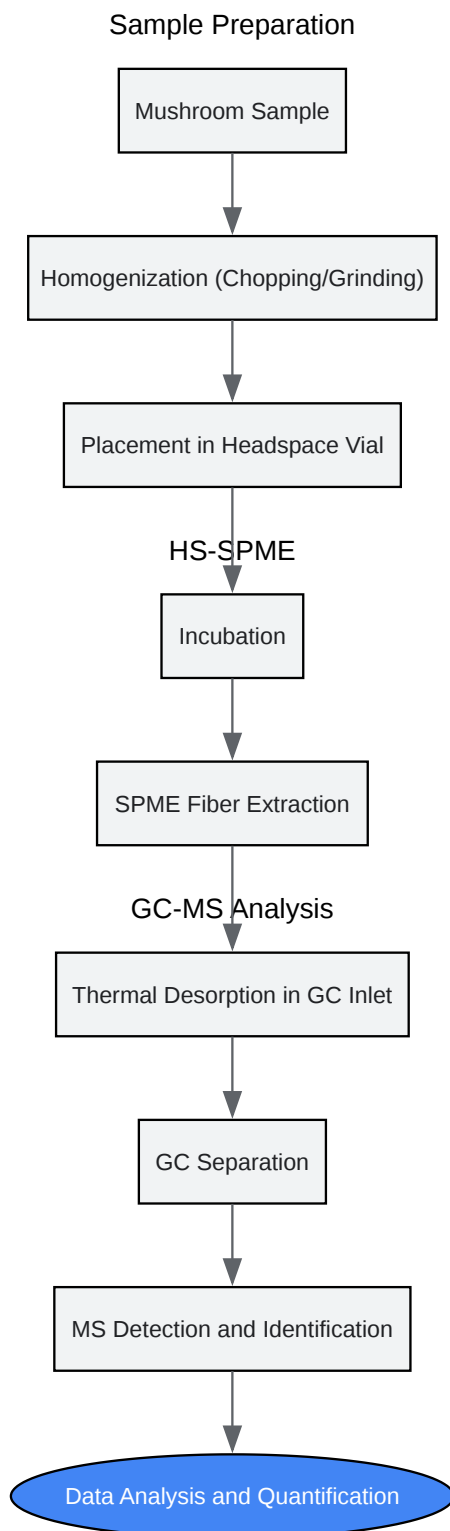 Sample Preparation
Mushroom Sample
Homogenization (Chopping/Grinding)
Placement in Headspace Vial
HS-SPME
Incubation
SPME Fiber Extraction
GC-MS Analysis
Thermal Desorption in GC Inlet
GC Separation
MS Detection and Identification
Data Analysis and Quantification